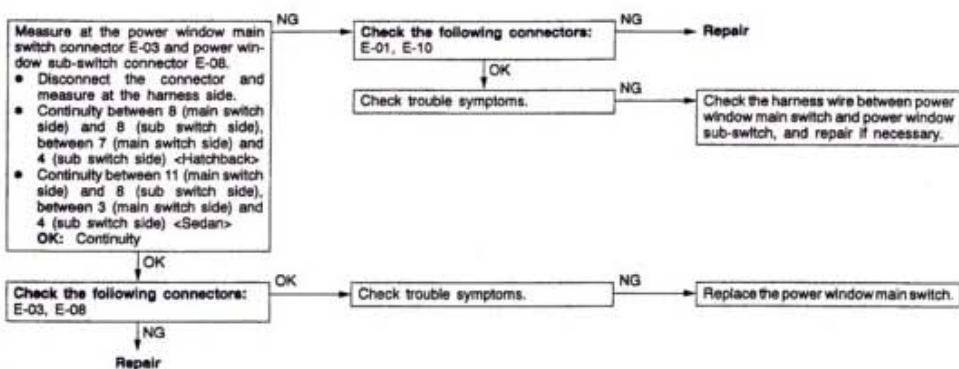 Measure at the power window main
switch connector E-03 and power win-
dow sub-switch connector E-08.
● Disconnect the connector and
measure at the harness side.
● Continuity between 8 (main switch
side) and 8 (sub switch side),
between 7 (main switch side) and
4 (sub switch side) <Hatchback>
● Continuity between 11 (main switch
side) and 8 (sub switch side),
between 3 (main switch side) and
4 (sub switch side) <Sedan>
OK: Continuity
NG
Check the following connectors:
E-01, E-10
NG
Repair
OK
Check trouble symptoms.
NG
Check the harness wire between power
window main switch and power window
sub-switch, and repair if necessary.
OK
Check the following connectors:
E-03, E-08
OK
Check trouble symptoms.
NG
Replace the power window main switch.
NG
Repair